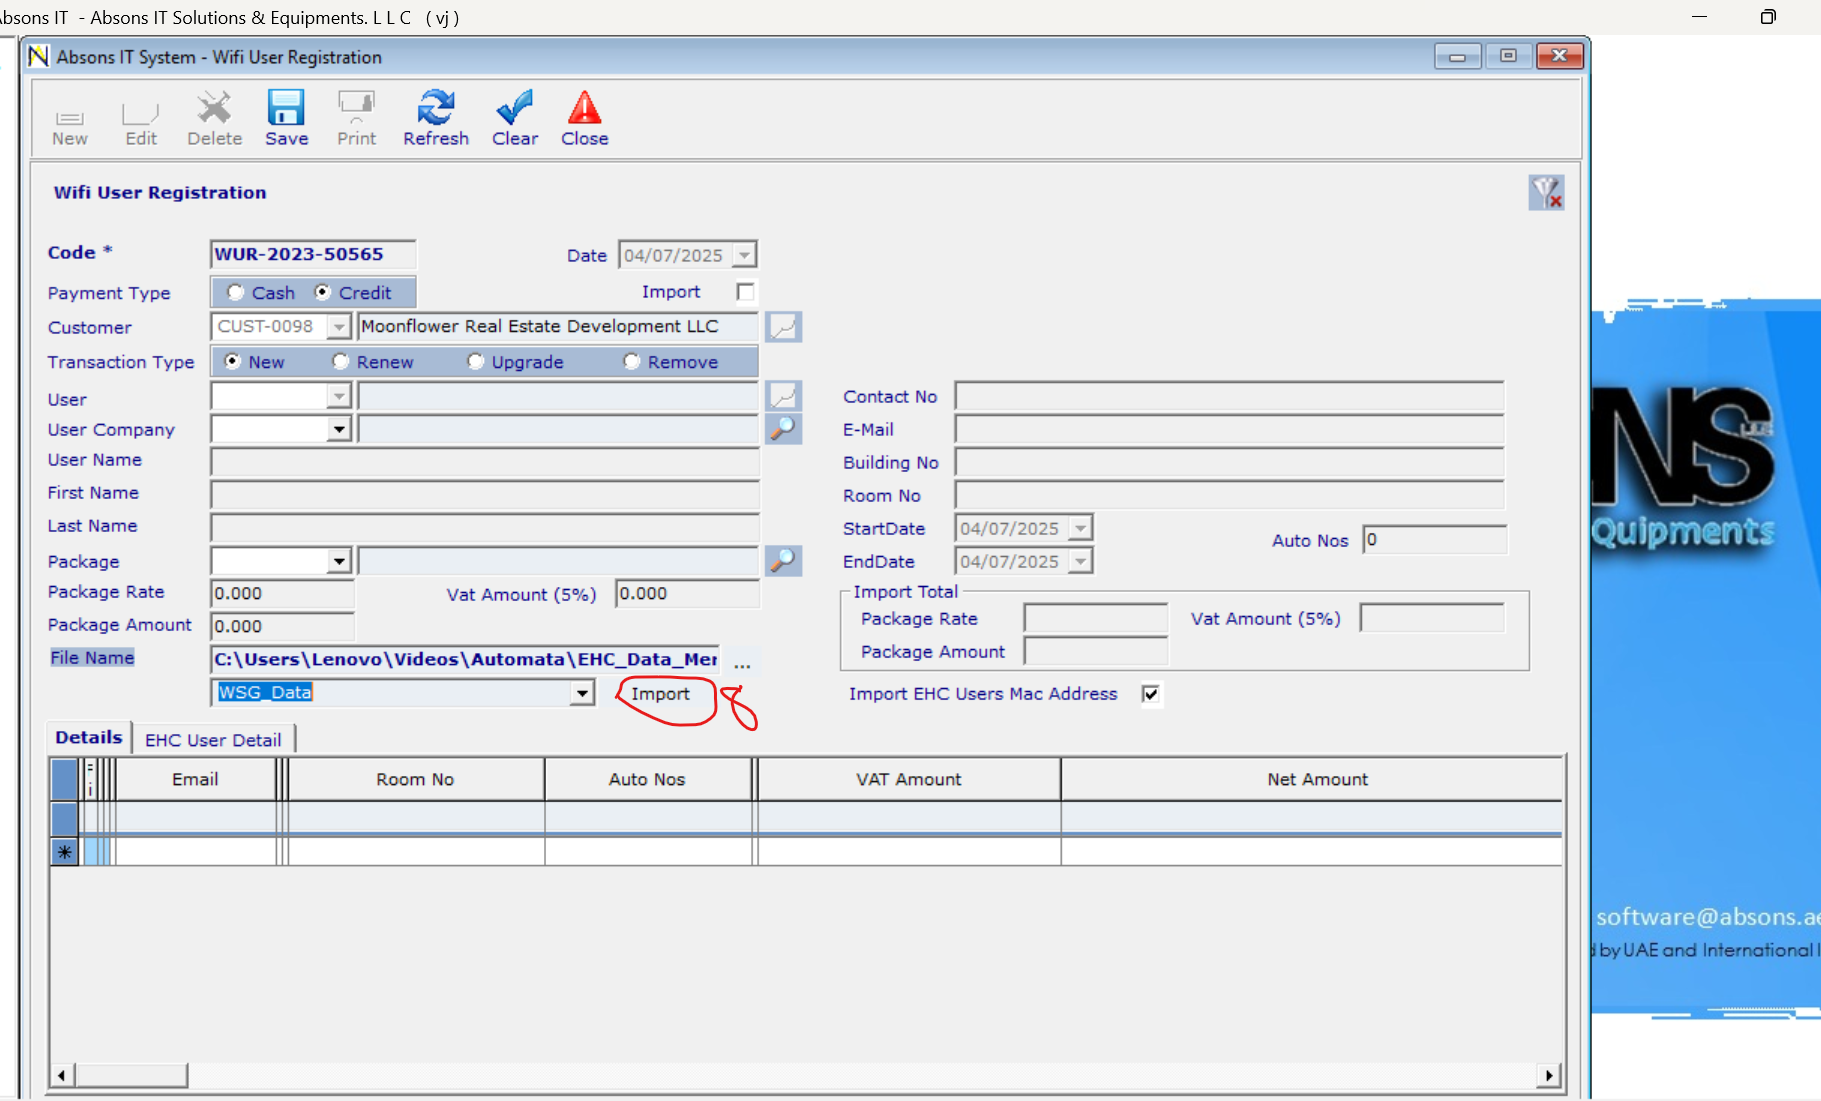 bsons IT - Absons IT Solutions & Equipments. L L C ( vj )
Absons IT System - Wifi User Registration
New Edit Delete Save Print Refresh Clear Close
Wifi User Registration
Code * WUR-2023-50565 Date 04/07/2025
Payment Type Cash Credit Import
Customer CUST-0098 Moonflower Real Estate Development LLC
Transaction Type New Renew Upgrade Remove
User Contact No
User Company E-Mail
User Name Building No
First Name Room No
Last Name StartDate 04/07/2025 Auto Nos 0
Package EndDate 04/07/2025
Package Rate 0.000 Vat Amount (5%) 0.000 Import Total
Package Rate Vat Amount (5%)
Package Amount 0.000 Package Amount
File Name C:\Users\Lenovo\Videos\Automata\EHC_Data_Mer ...
WSG_Data Import 8 Import EHC Users Mac Address
Details EHC User Detail
Email Room No Auto Nos VAT Amount Net Amount
NS
Quipments
software@absons.ae
d by UAE and International